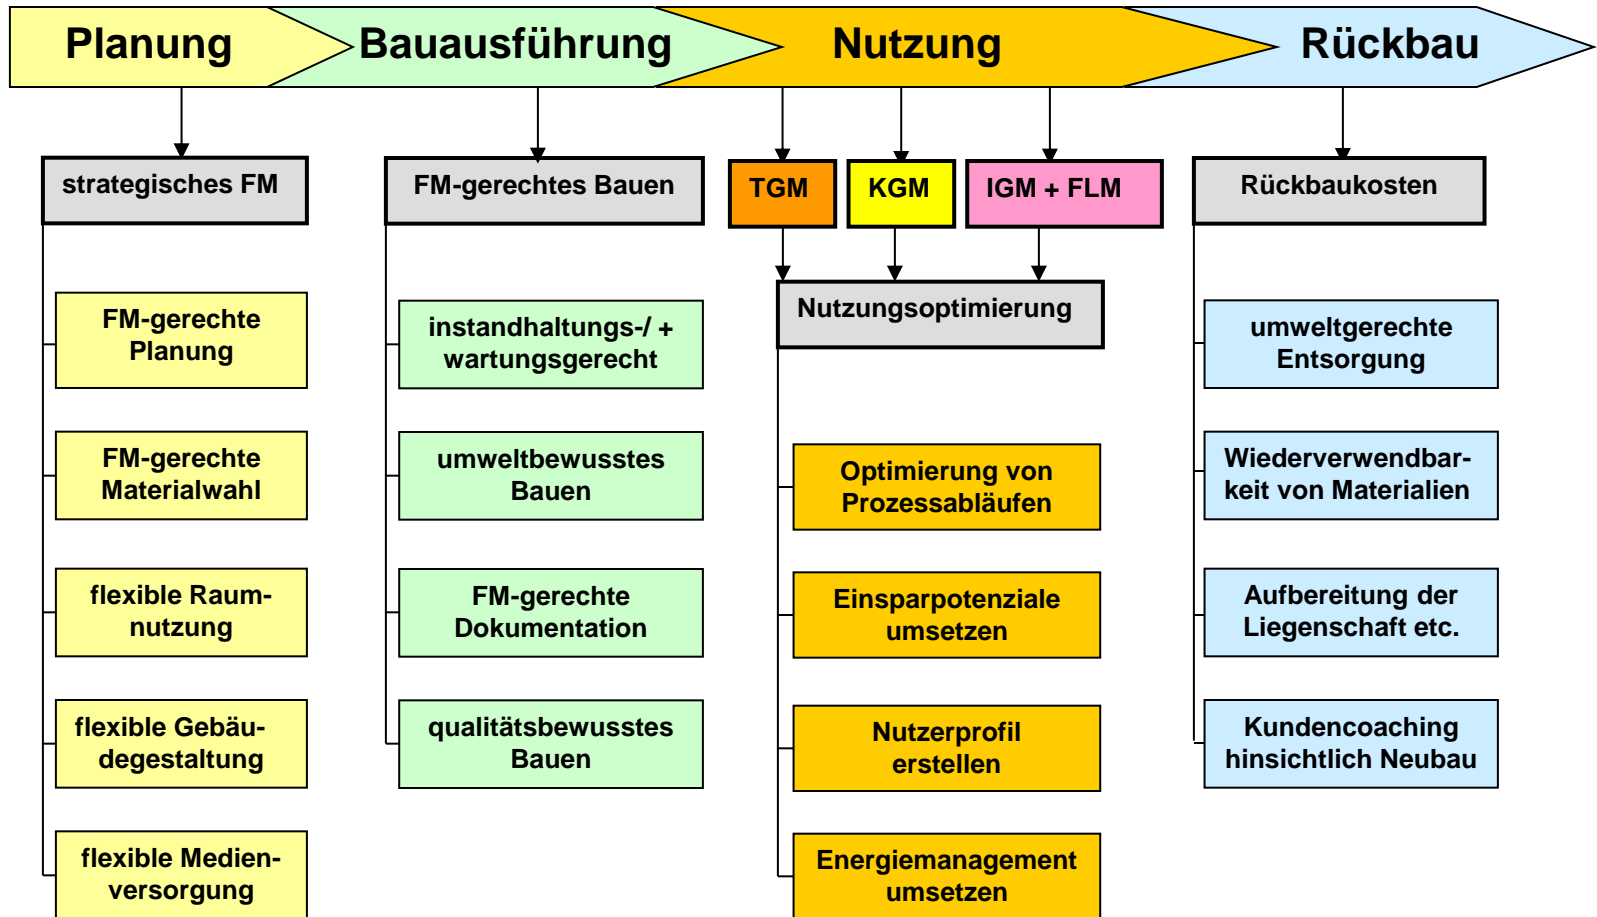 Planung
Bauausführung
Nutzung
Rückbau
strategisches FM
FM-gerechte
Planung
FM-gerechte
Materialwahl
flexible Raum-
nutzung
flexible Gebäu-
degestaltung
flexible Medien-
versorgung
FM-gerechtes Bauen
instandhaltungs-/ +
wartungsgerecht
umweltbewusstes
Bauen
FM-gerechte
Dokumentation
qualitätsbewusstes
Bauen
TGM
KGM
IGM + FLM
Nutzungsoptimierung
Optimierung von
Prozessabläufen
Einsparpotenziale
umsetzen
Nutzerprofil
erstellen
Energiemanagement
umsetzen
Rückbaukosten
umweltgerechte
Entsorgung
Wiederverwendbar-
keit von Materialien
Aufbereitung der
Liegenschaft etc.
Kundencoaching
hinsichtlich Neubau